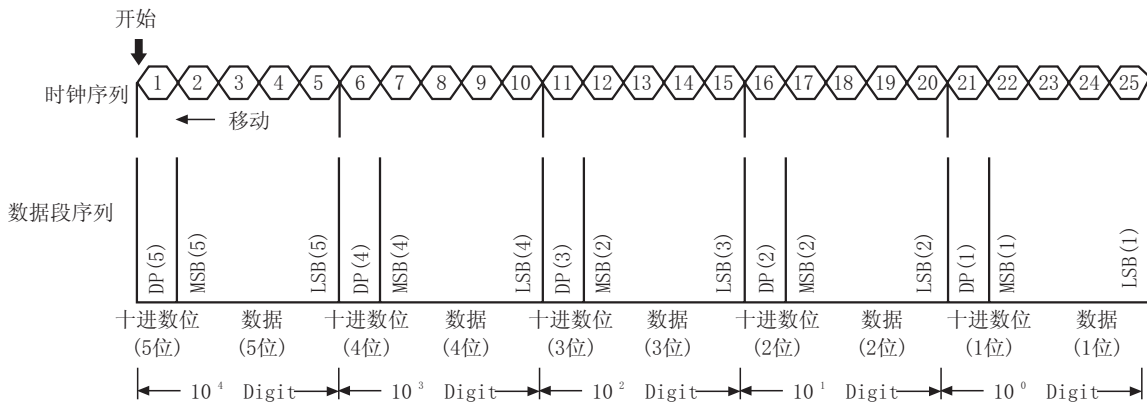 开始
时钟序列 1 2 3 4 5 6 7 8 9 10 11 12 13 14 15 16 17 18 19 20 21 22 23 24 25
移动
数据段序列
DP(5) MSB(5) LSB(5) DP(4) MSB(4) LSB(4) DP(3) MSB(2) LSB(3) DP(2) MSB(2) LSB(2) DP(1) MSB(1) LSB(1)
十进数位 数据 十进数位 数据 十进数位 数据 十进数位 数据 十进数位 数据
(5位) (5位) (4位) (4位) (3位) (3位) (2位) (2位) (1位) (1位)
10⁴ Digit 10³ Digit 10² Digit 10¹ Digit 10⁰ Digit